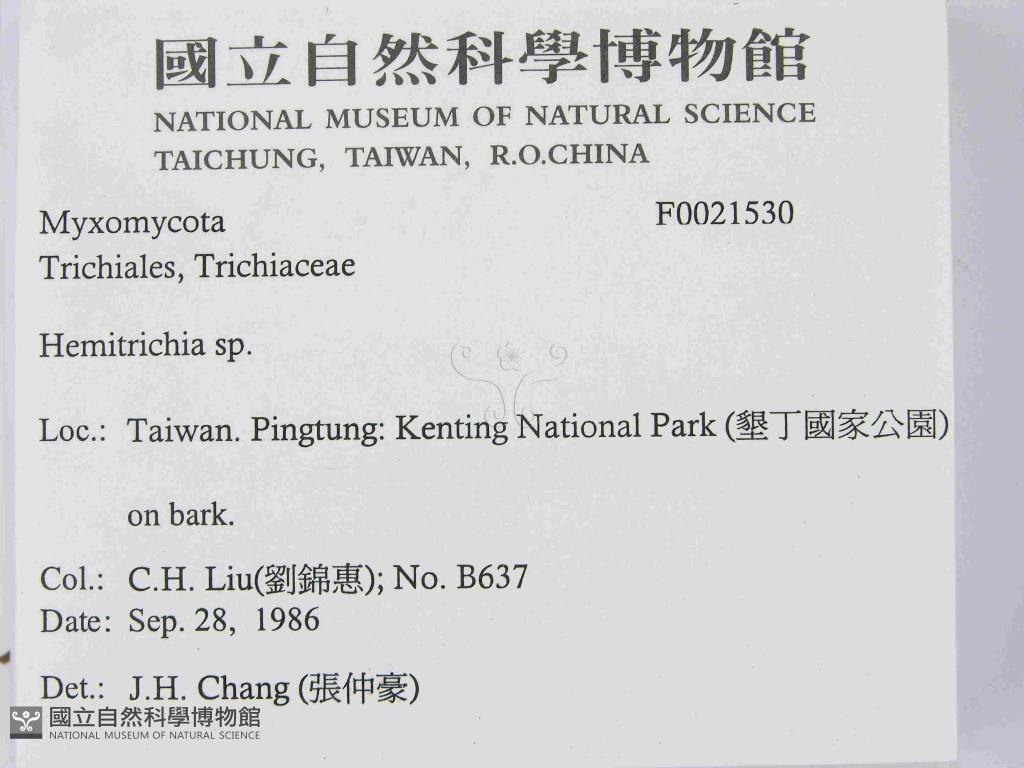 國立自然科學博物館
NATIONAL MUSEUM OF NATURAL SCIENCE
TAICHUNG, TAIWAN, R.O.CHINA
Myxomycota F0021530
Trichiales, Trichiaceae
Hemitrichia sp.
Loc.: Taiwan. Pingtung: Kenting National Park (墾丁國家公園)
on bark.
Col.: C.H. Liu(劉錦惠); No. B637
Date: Sep. 28, 1986
Det.: J.H. Chang (張仲豪)
國立自然科學博物館
NATIONAL MUSEUM OF NATURAL SCIENCE